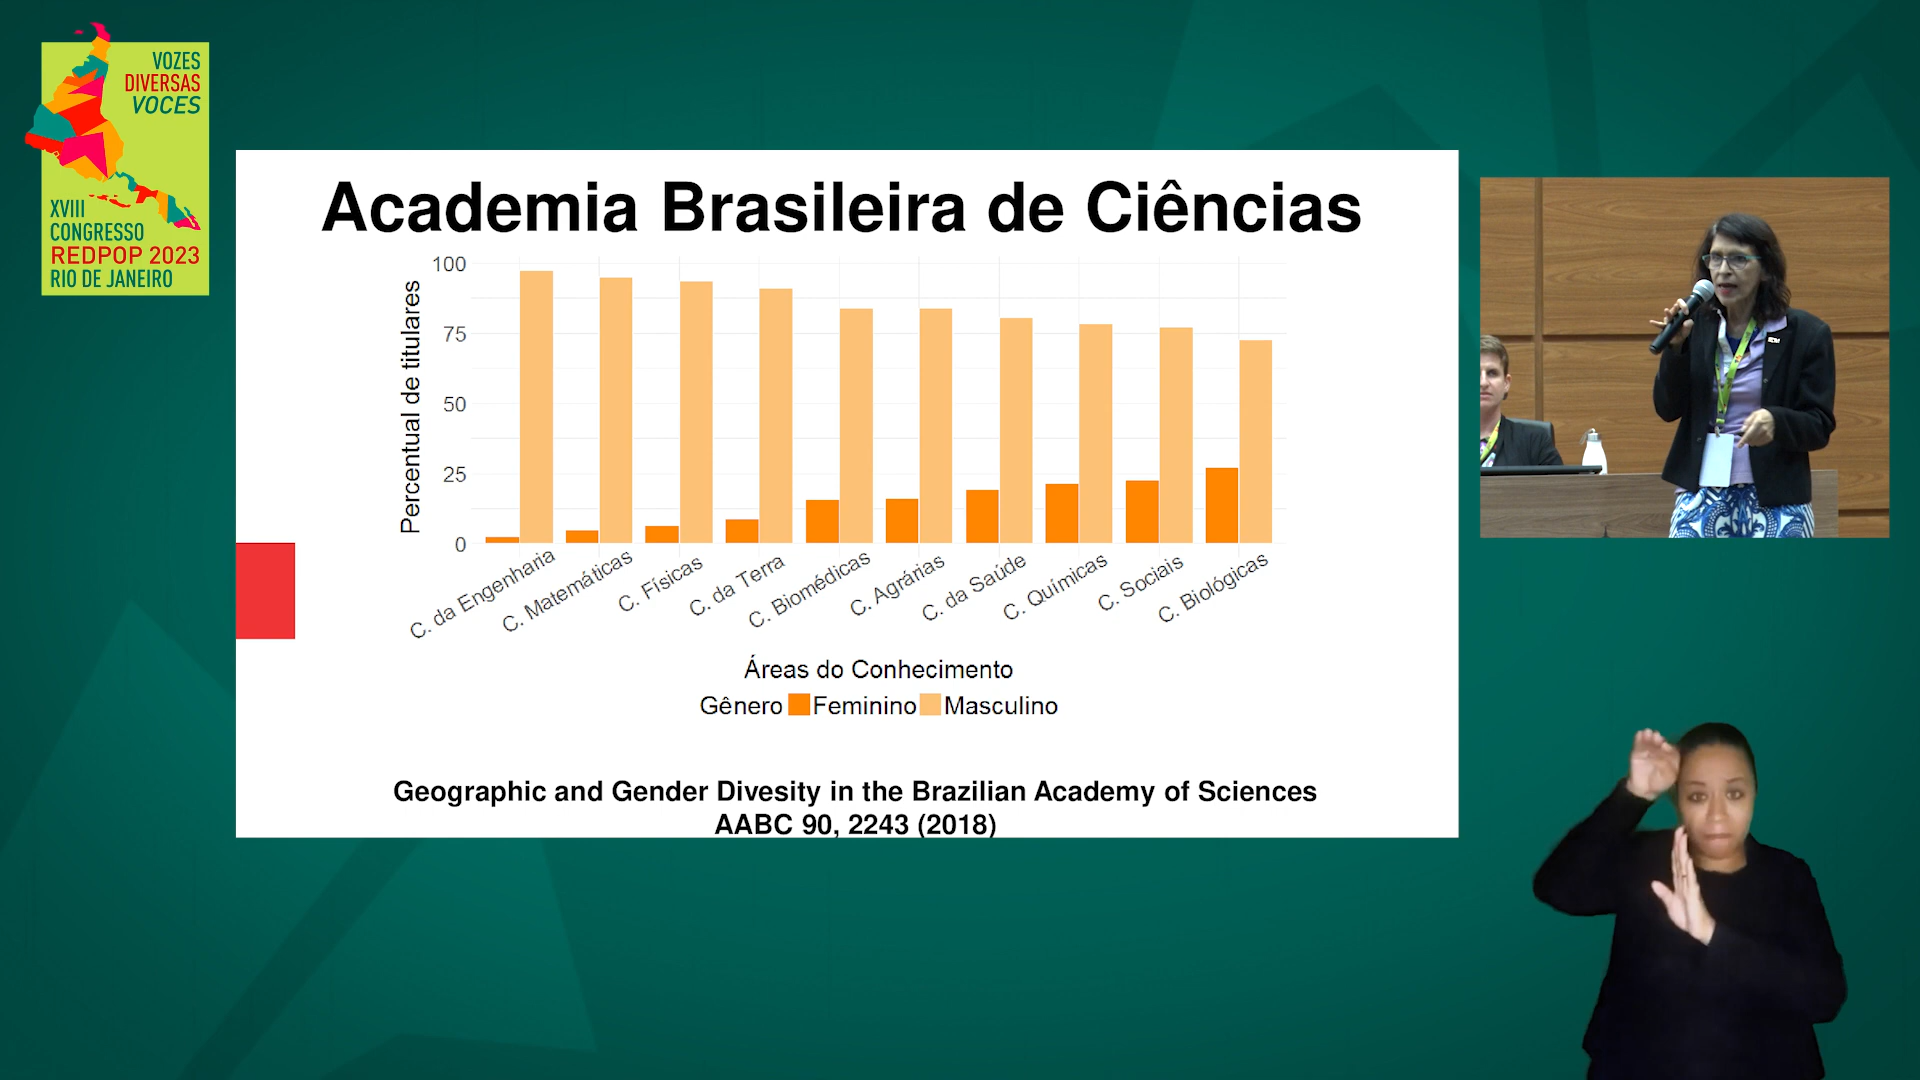 VOZES
DIVERSAS
VOCES
XVIII
CONGRESSO
REDPOP 2023
RIO DE JANEIRO
Academia Brasileira de Ciências
Percentual de titulares
100
75
50
25
0
C. da Engenharia
C. Matemáticas
C. Físicas
C. da Terra
C. Biomédicas
C. Agrárias
C. da Saúde
C. Químicas
C. Sociais
C. Biológicas
Áreas do Conhecimento
Gênero Feminino Masculino
Geographic and Gender Divesity in the Brazilian Academy of Sciences
AABC 90, 2243 (2018)